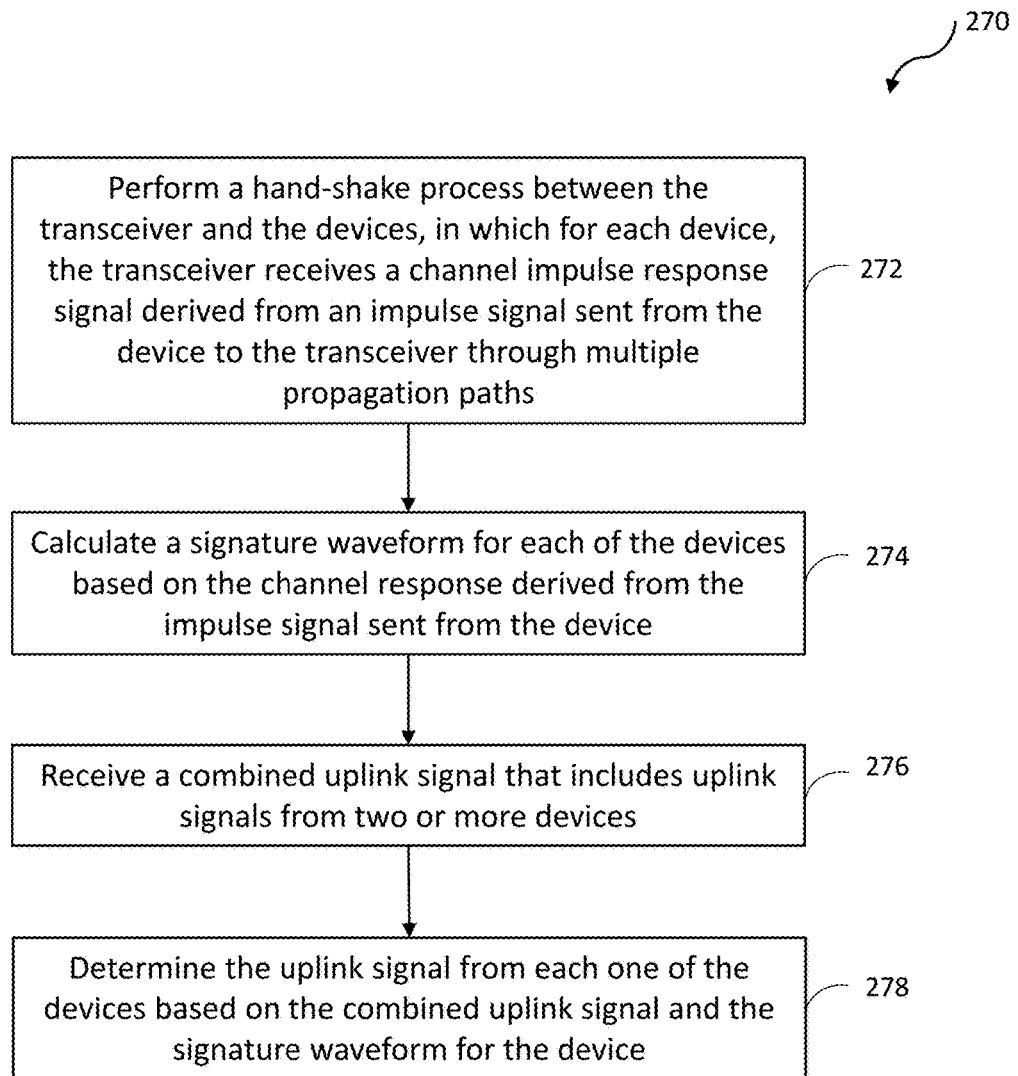 270
Perform a hand-shake process between the
transceiver and the devices, in which for each device,
the transceiver receives a channel impulse response
signal derived from an impulse signal sent from the
device to the transceiver through multiple
propagation paths
272
Calculate a signature waveform for each of the devices
based on the channel response derived from the
impulse signal sent from the device
274
Receive a combined uplink signal that includes uplink
signals from two or more devices
276
Determine the uplink signal from each one of the
devices based on the combined uplink signal and the
signature waveform for the device
278